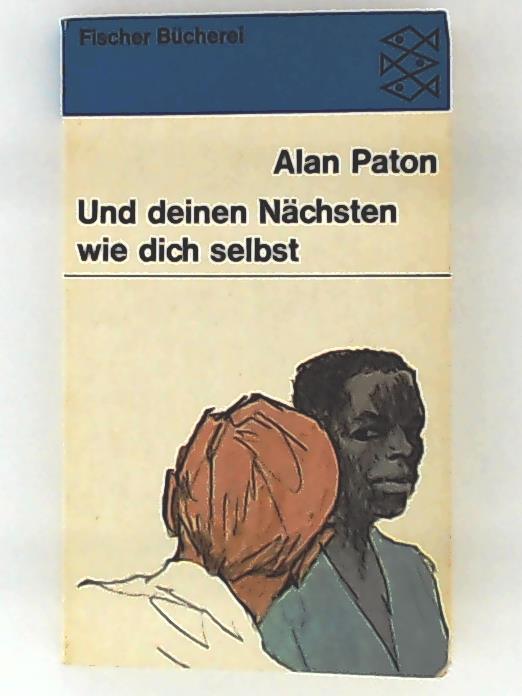 Fischer Bücherei
Alan Paton
Und deinen Nächsten
wie dich selbst